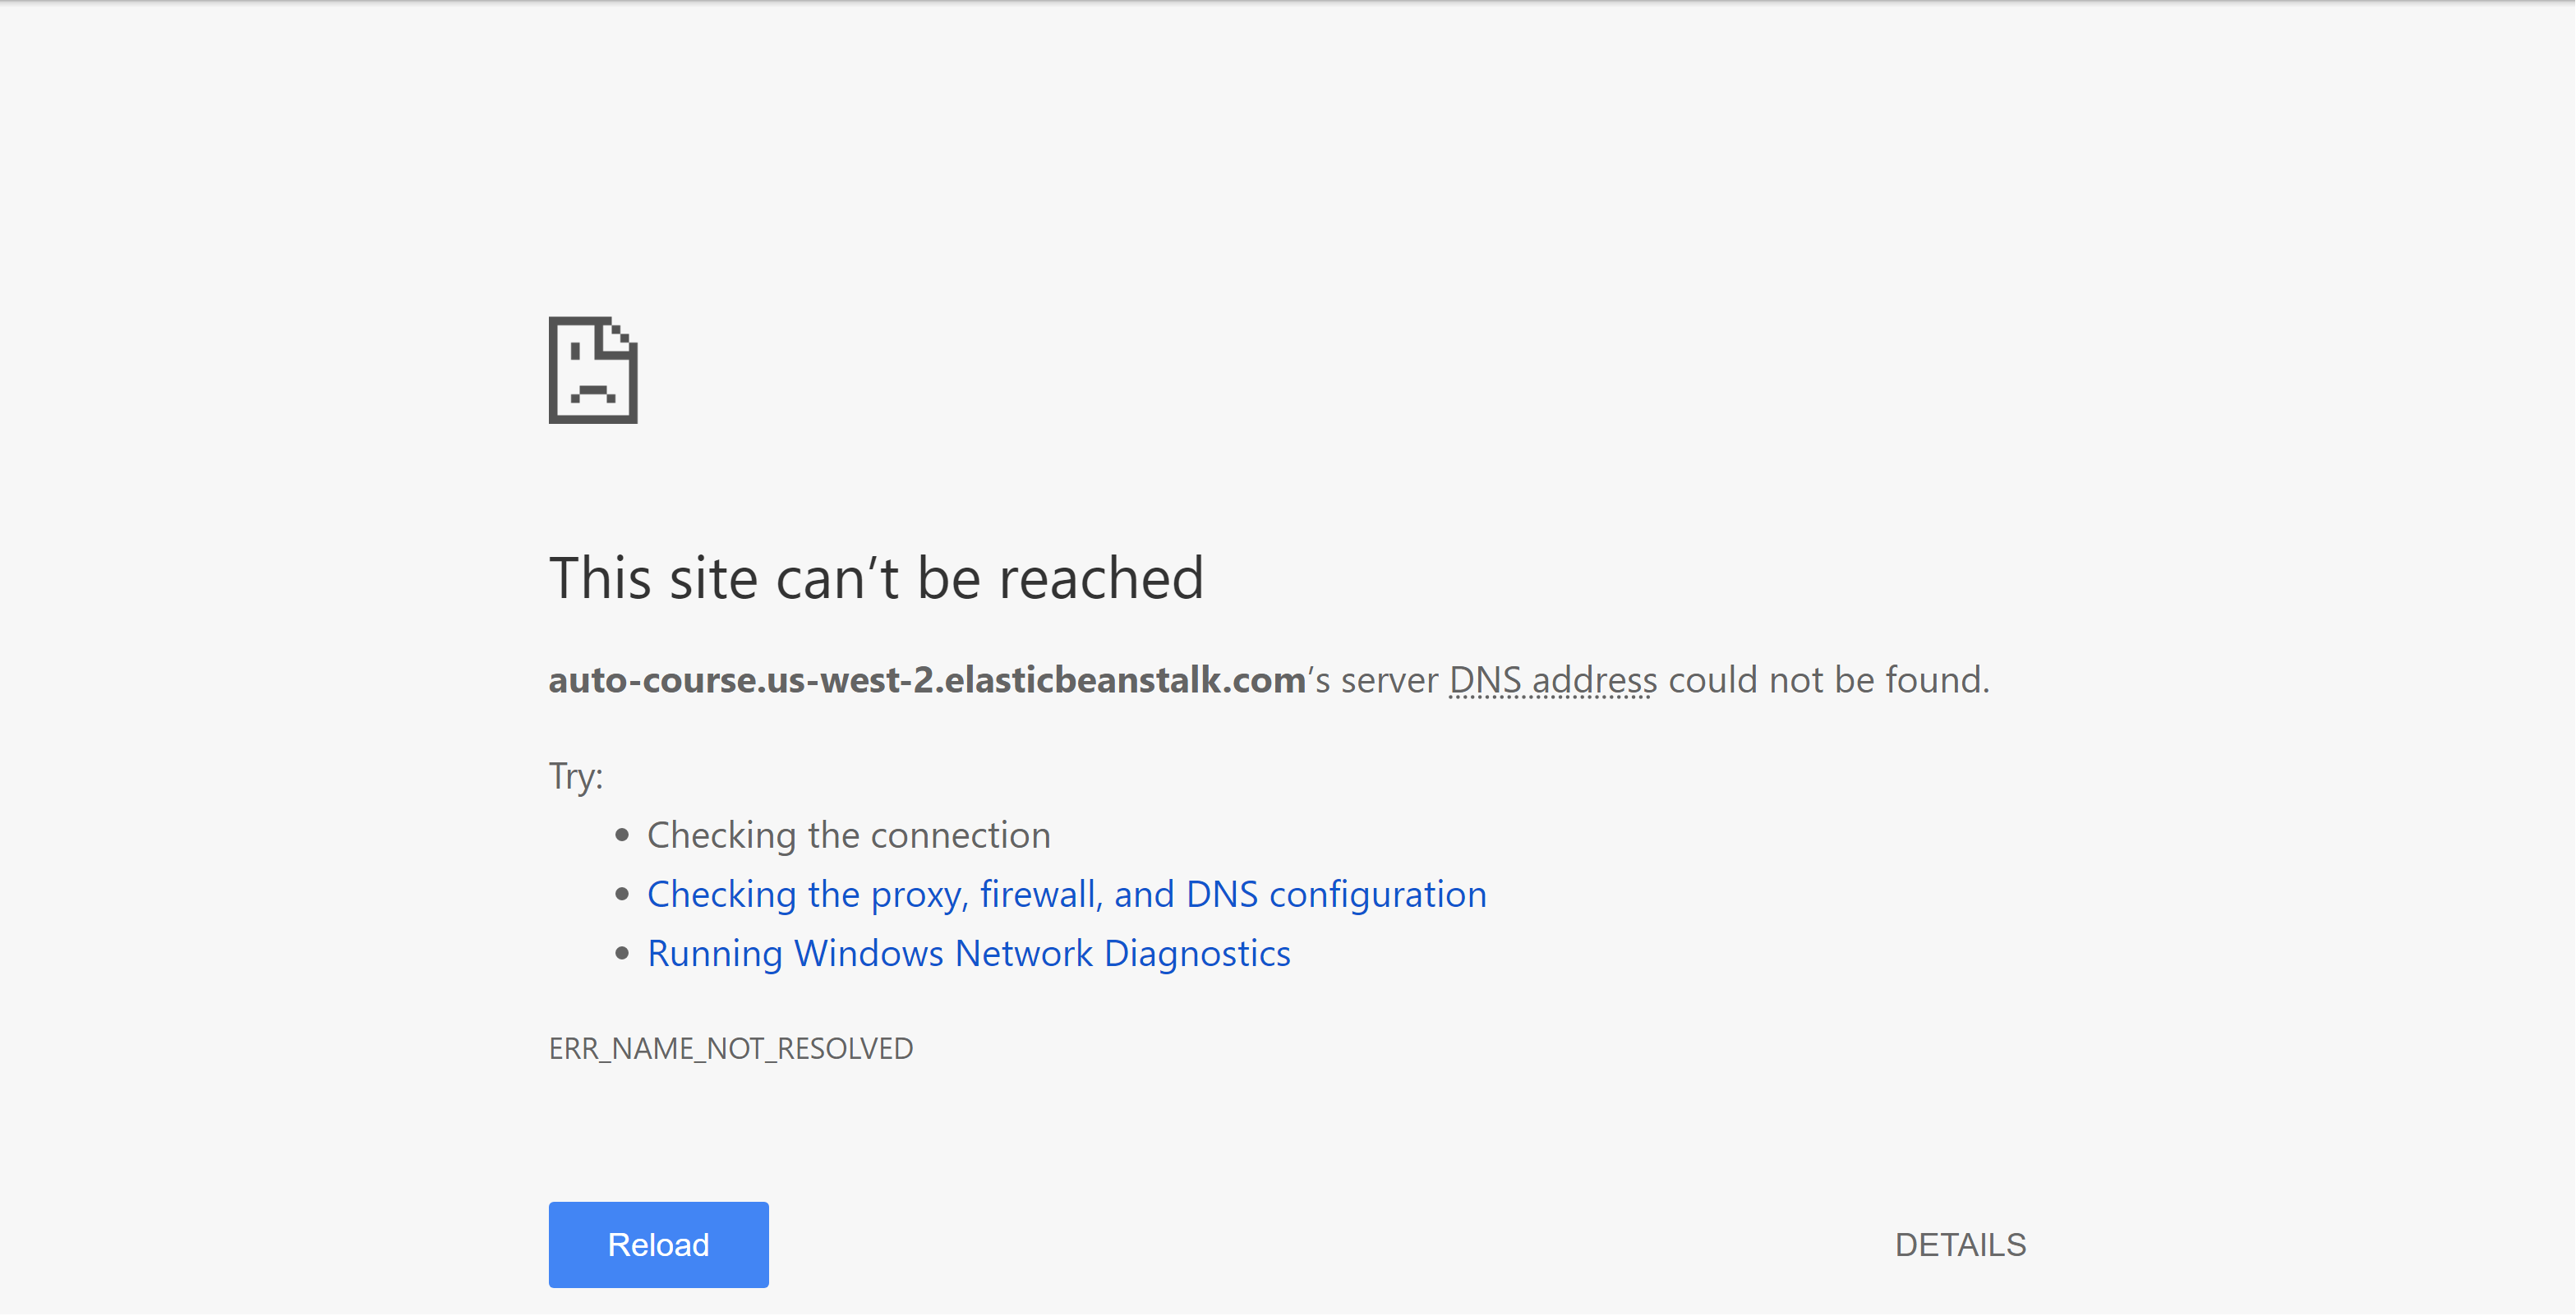 This site can’t be reached
auto-course.us-west-2.elasticbeanstalk.com’s server DNS address could not be found.
Try:
• Checking the connection
• Checking the proxy, firewall, and DNS configuration
• Running Windows Network Diagnostics
ERR_NAME_NOT_RESOLVED
Reload
DETAILS